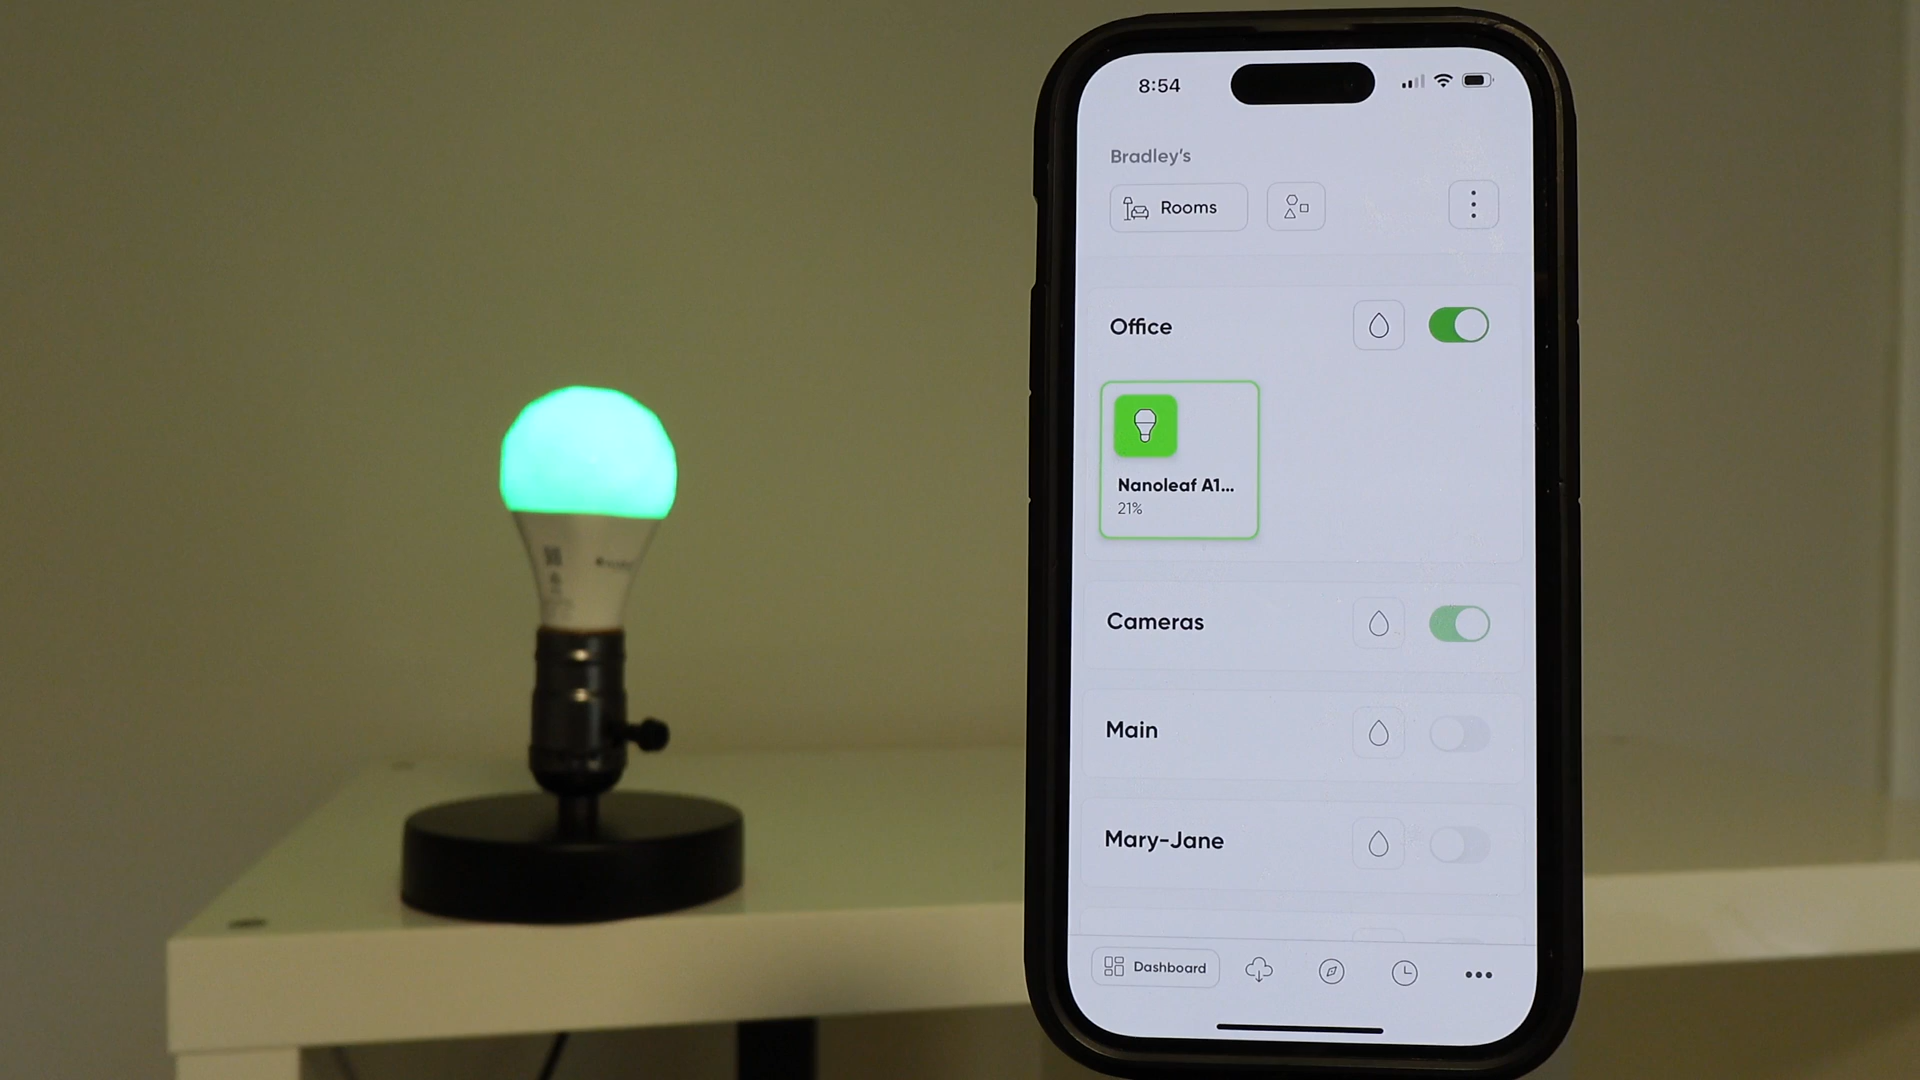 8:54
Bradley's
Rooms
Office
Nanoleaf A1...
21%
Cameras
Main
Mary-Jane
Dashboard